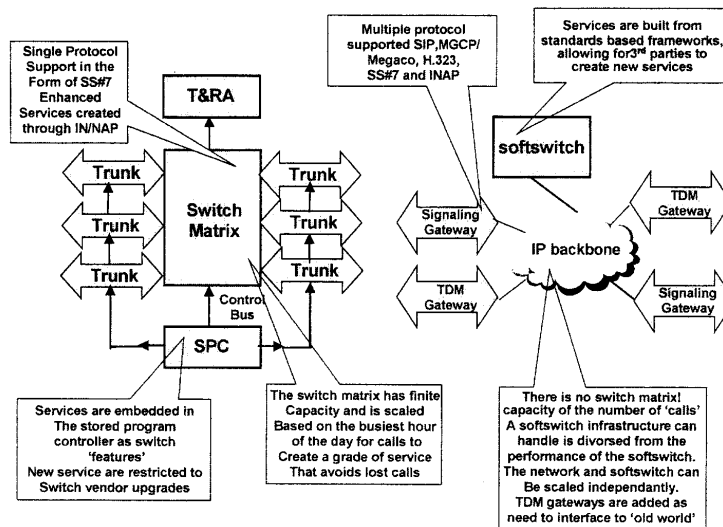 Single Protocol
Support in the
Form of SS#7
Enhanced
Services created
through IN/NAP
T&RA
Trunk
Trunk
Trunk
Switch
Matrix
Trunk
Trunk
Trunk
Control
Bus
SPC
Services are embedded in
The stored program
controller as switch
'features'
New service are restricted to
Switch vendor upgrades
The switch matrix has finite
Capacity and is scaled
Based on the busiest hour
of the day for calls to
Create a grade of service
That avoids lost calls
Multiple protocol
supported SIP,MGCP/
Megaco, H.323,
SS#7 and INAP
Services are built from
standards based frameworks,
allowing for3rd parties to
create new services
softswitch
Signaling
Gateway
TDM
Gateway
IP backbone
TDM
Gateway
Signaling
Gateway
There is no switch matrix!
capacity of the number of 'calls'
A softswitch infrastructure can
handle is divorsed from the
performance of the softswitch.
The network and softswitch can
Be scaled independantly.
TDM gateways are added as
need to interface to 'old world'